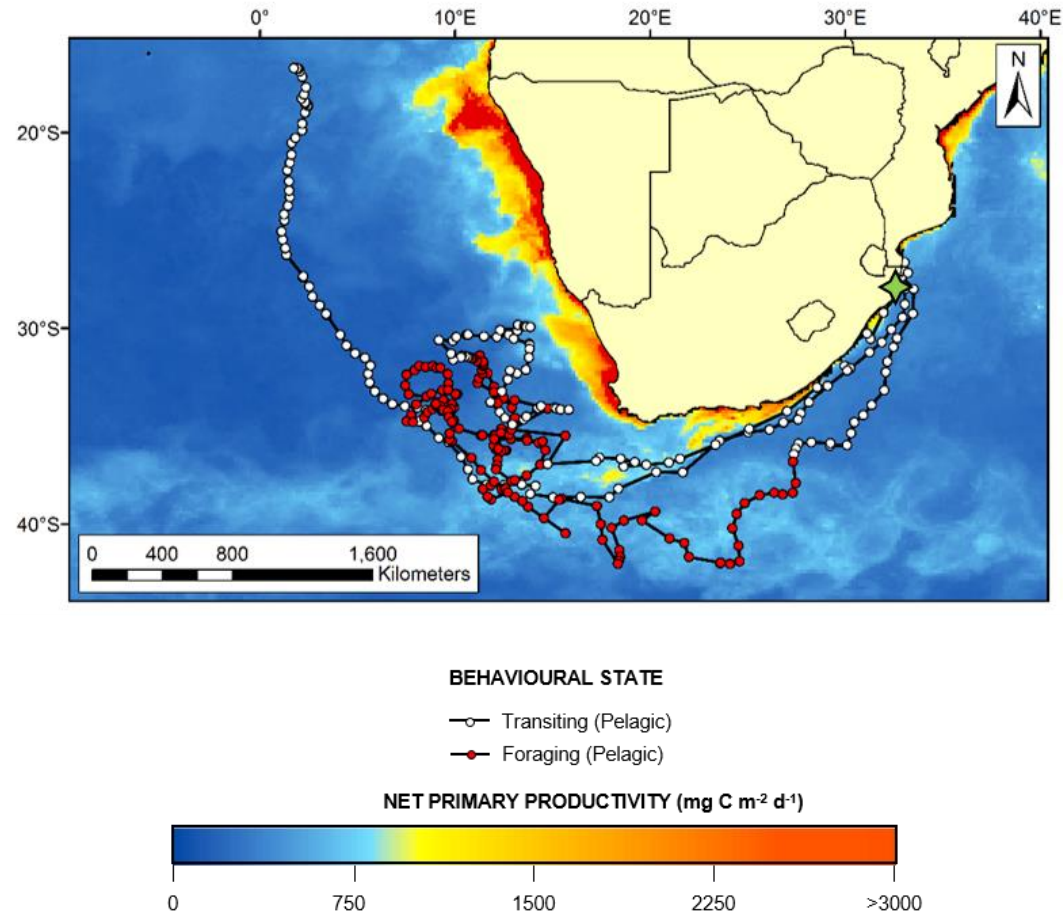 0° 10°E 20°E 30°E 40°E
N
20°S
30°S
40°S
0 400 800 1,600
Kilometers
BEHAVIOURAL STATE
Transiting (Pelagic)
Foraging (Pelagic)
NET PRIMARY PRODUCTIVITY (mg C m⁻² d⁻¹)
0 750 1500 2250 >3000